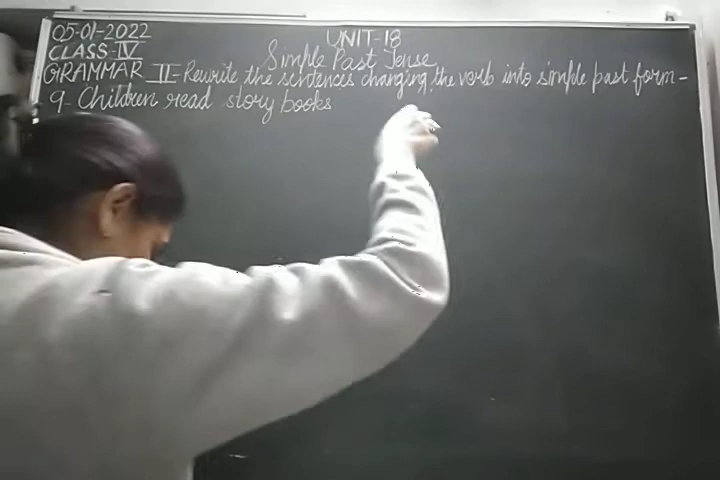 05-01-2022
UNIT-18
CLASS-IV
Simple Past Tense
GRAMMAR II-Rewrite the sentences changing the verb into simple past form-
9- Children read story books